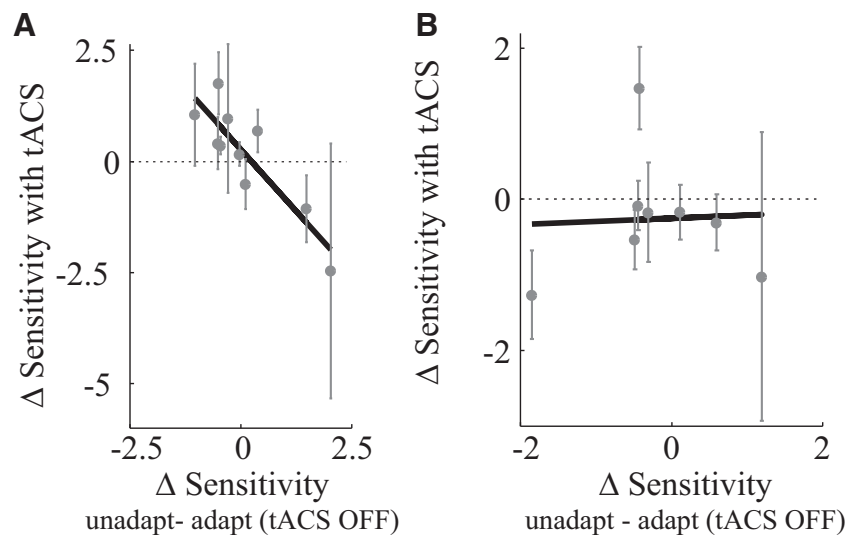 A
B
Δ Sensitivity with tACS
2.5
0
-2.5
-5
-2.5
0
2.5
Δ Sensitivity
unadapt- adapt (tACS OFF)
Δ Sensitivity with tACS
2
0
-2
-2
0
2
Δ Sensitivity
unadapt - adapt (tACS OFF)